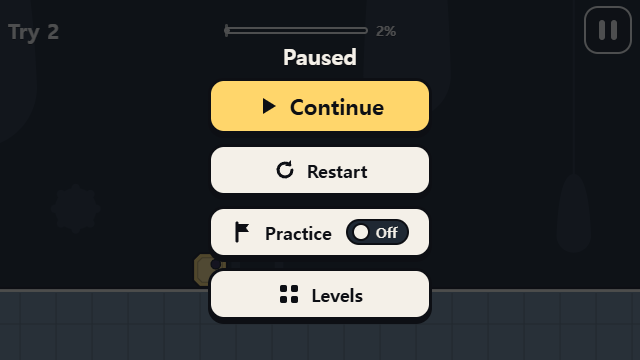 Try 2
2%
Paused
Continue
Restart
Practice Off
Levels